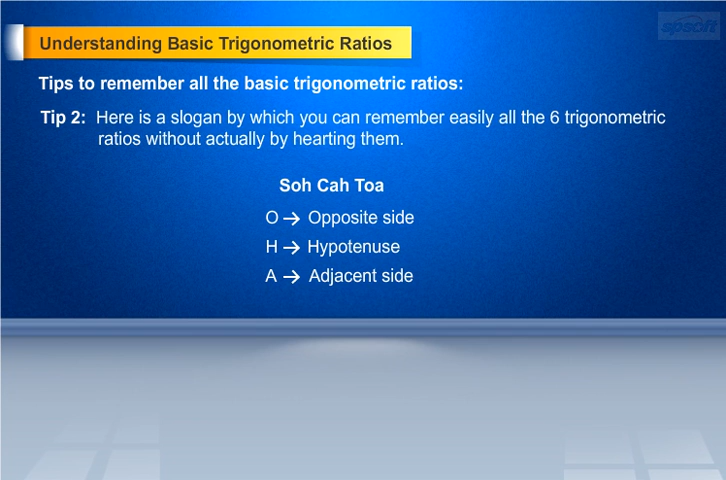 spsoft
Understanding Basic Trigonometric Ratios
Tips to remember all the basic trigonometric ratios:
Tip 2: Here is a slogan by which you can remember easily all the 6 trigonometric
ratios without actually by hearting them.
Soh Cah Toa
O → Opposite side
H → Hypotenuse
A → Adjacent side